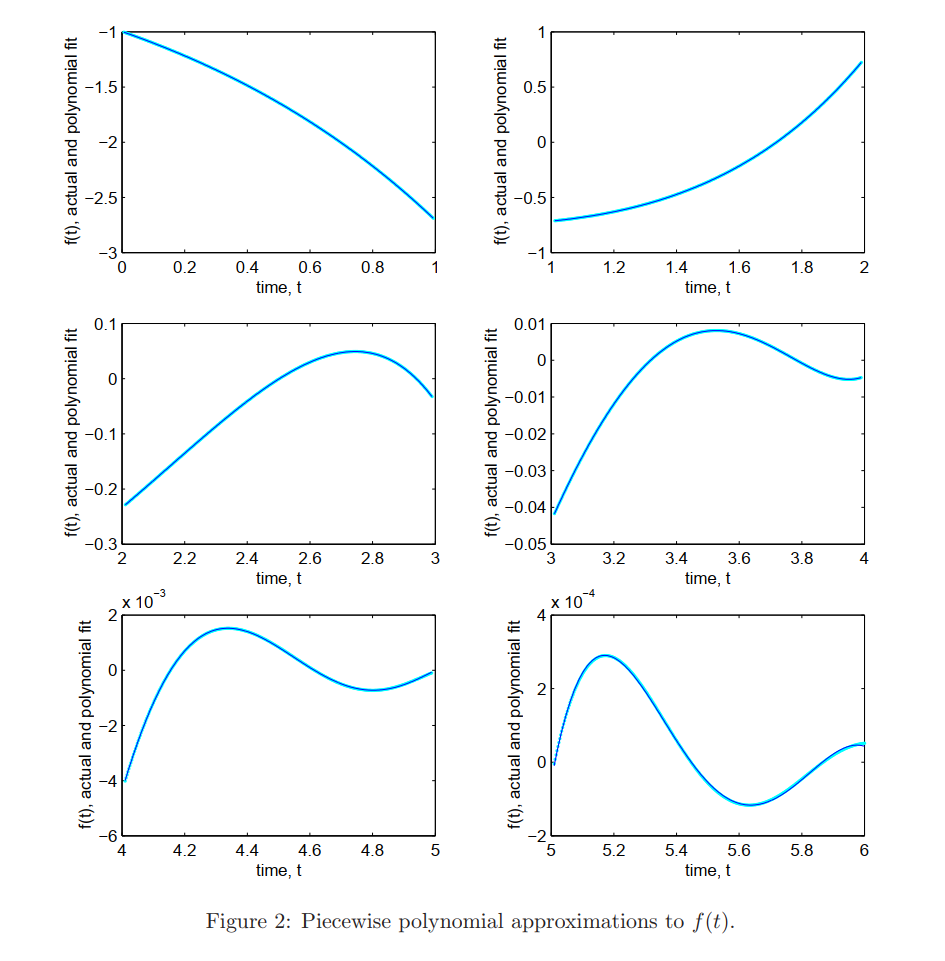 −1
−1.5
−2
−2.5
−3
0 0.2 0.4 0.6 0.8 1
time, t
f(t), actual and polynomial fit
1
0.5
0
−0.5
−1
1 1.2 1.4 1.6 1.8 2
time, t
f(t), actual and polynomial fit
0.1
0
−0.1
−0.2
−0.3
2 2.2 2.4 2.6 2.8 3
time, t
f(t), actual and polynomial fit
0.01
0
−0.01
−0.02
−0.03
−0.04
−0.05
3 3.2 3.4 3.6 3.8 4
time, t
f(t), actual and polynomial fit
x 10⁻³
2
0
−2
−4
−6
4 4.2 4.4 4.6 4.8 5
time, t
f(t), actual and polynomial fit
x 10⁻⁴
4
2
0
−2
5 5.2 5.4 5.6 5.8 6
time, t
f(t), actual and polynomial fit
Figure 2: Piecewise polynomial approximations to f(t).